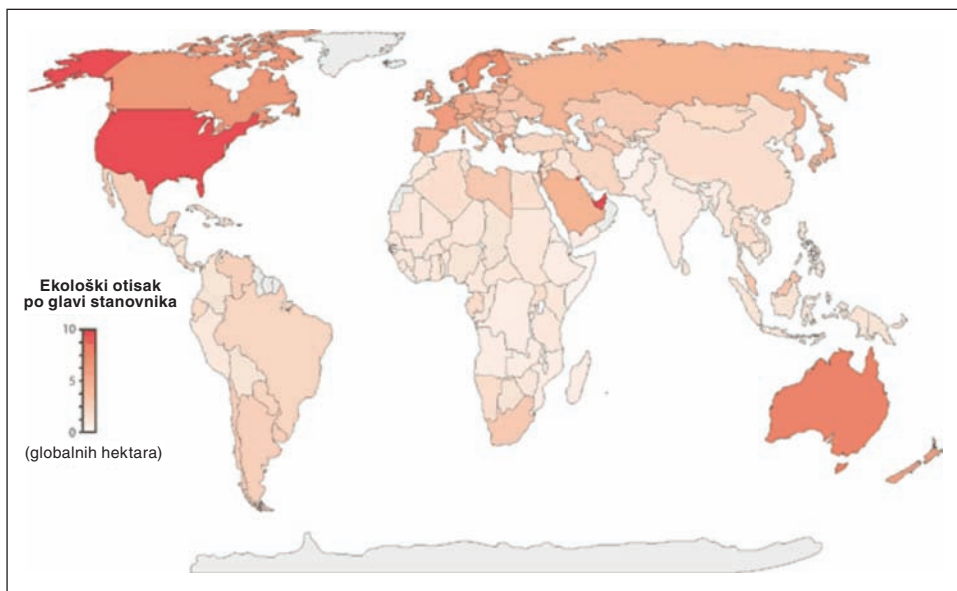 Ekološki otisak
po glavi stanovnika
10
5
0
(globalnih hektara)